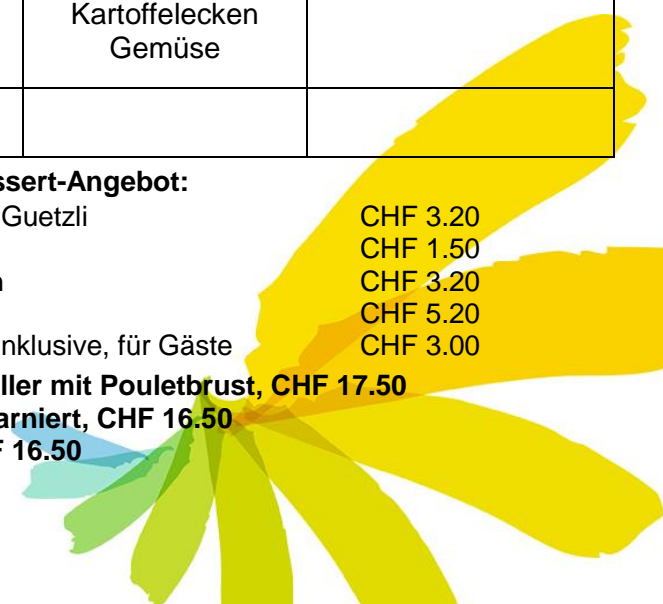 Kartoffelecken
Gemüse
ssert-Angebot:
Guetzli CHF 3.20
CHF 1.50
n CHF 3.20
CHF 5.20
nklusive, für Gäste CHF 3.00
ller mit Pouletbrust, CHF 17.50
arniert, CHF 16.50
F 16.50